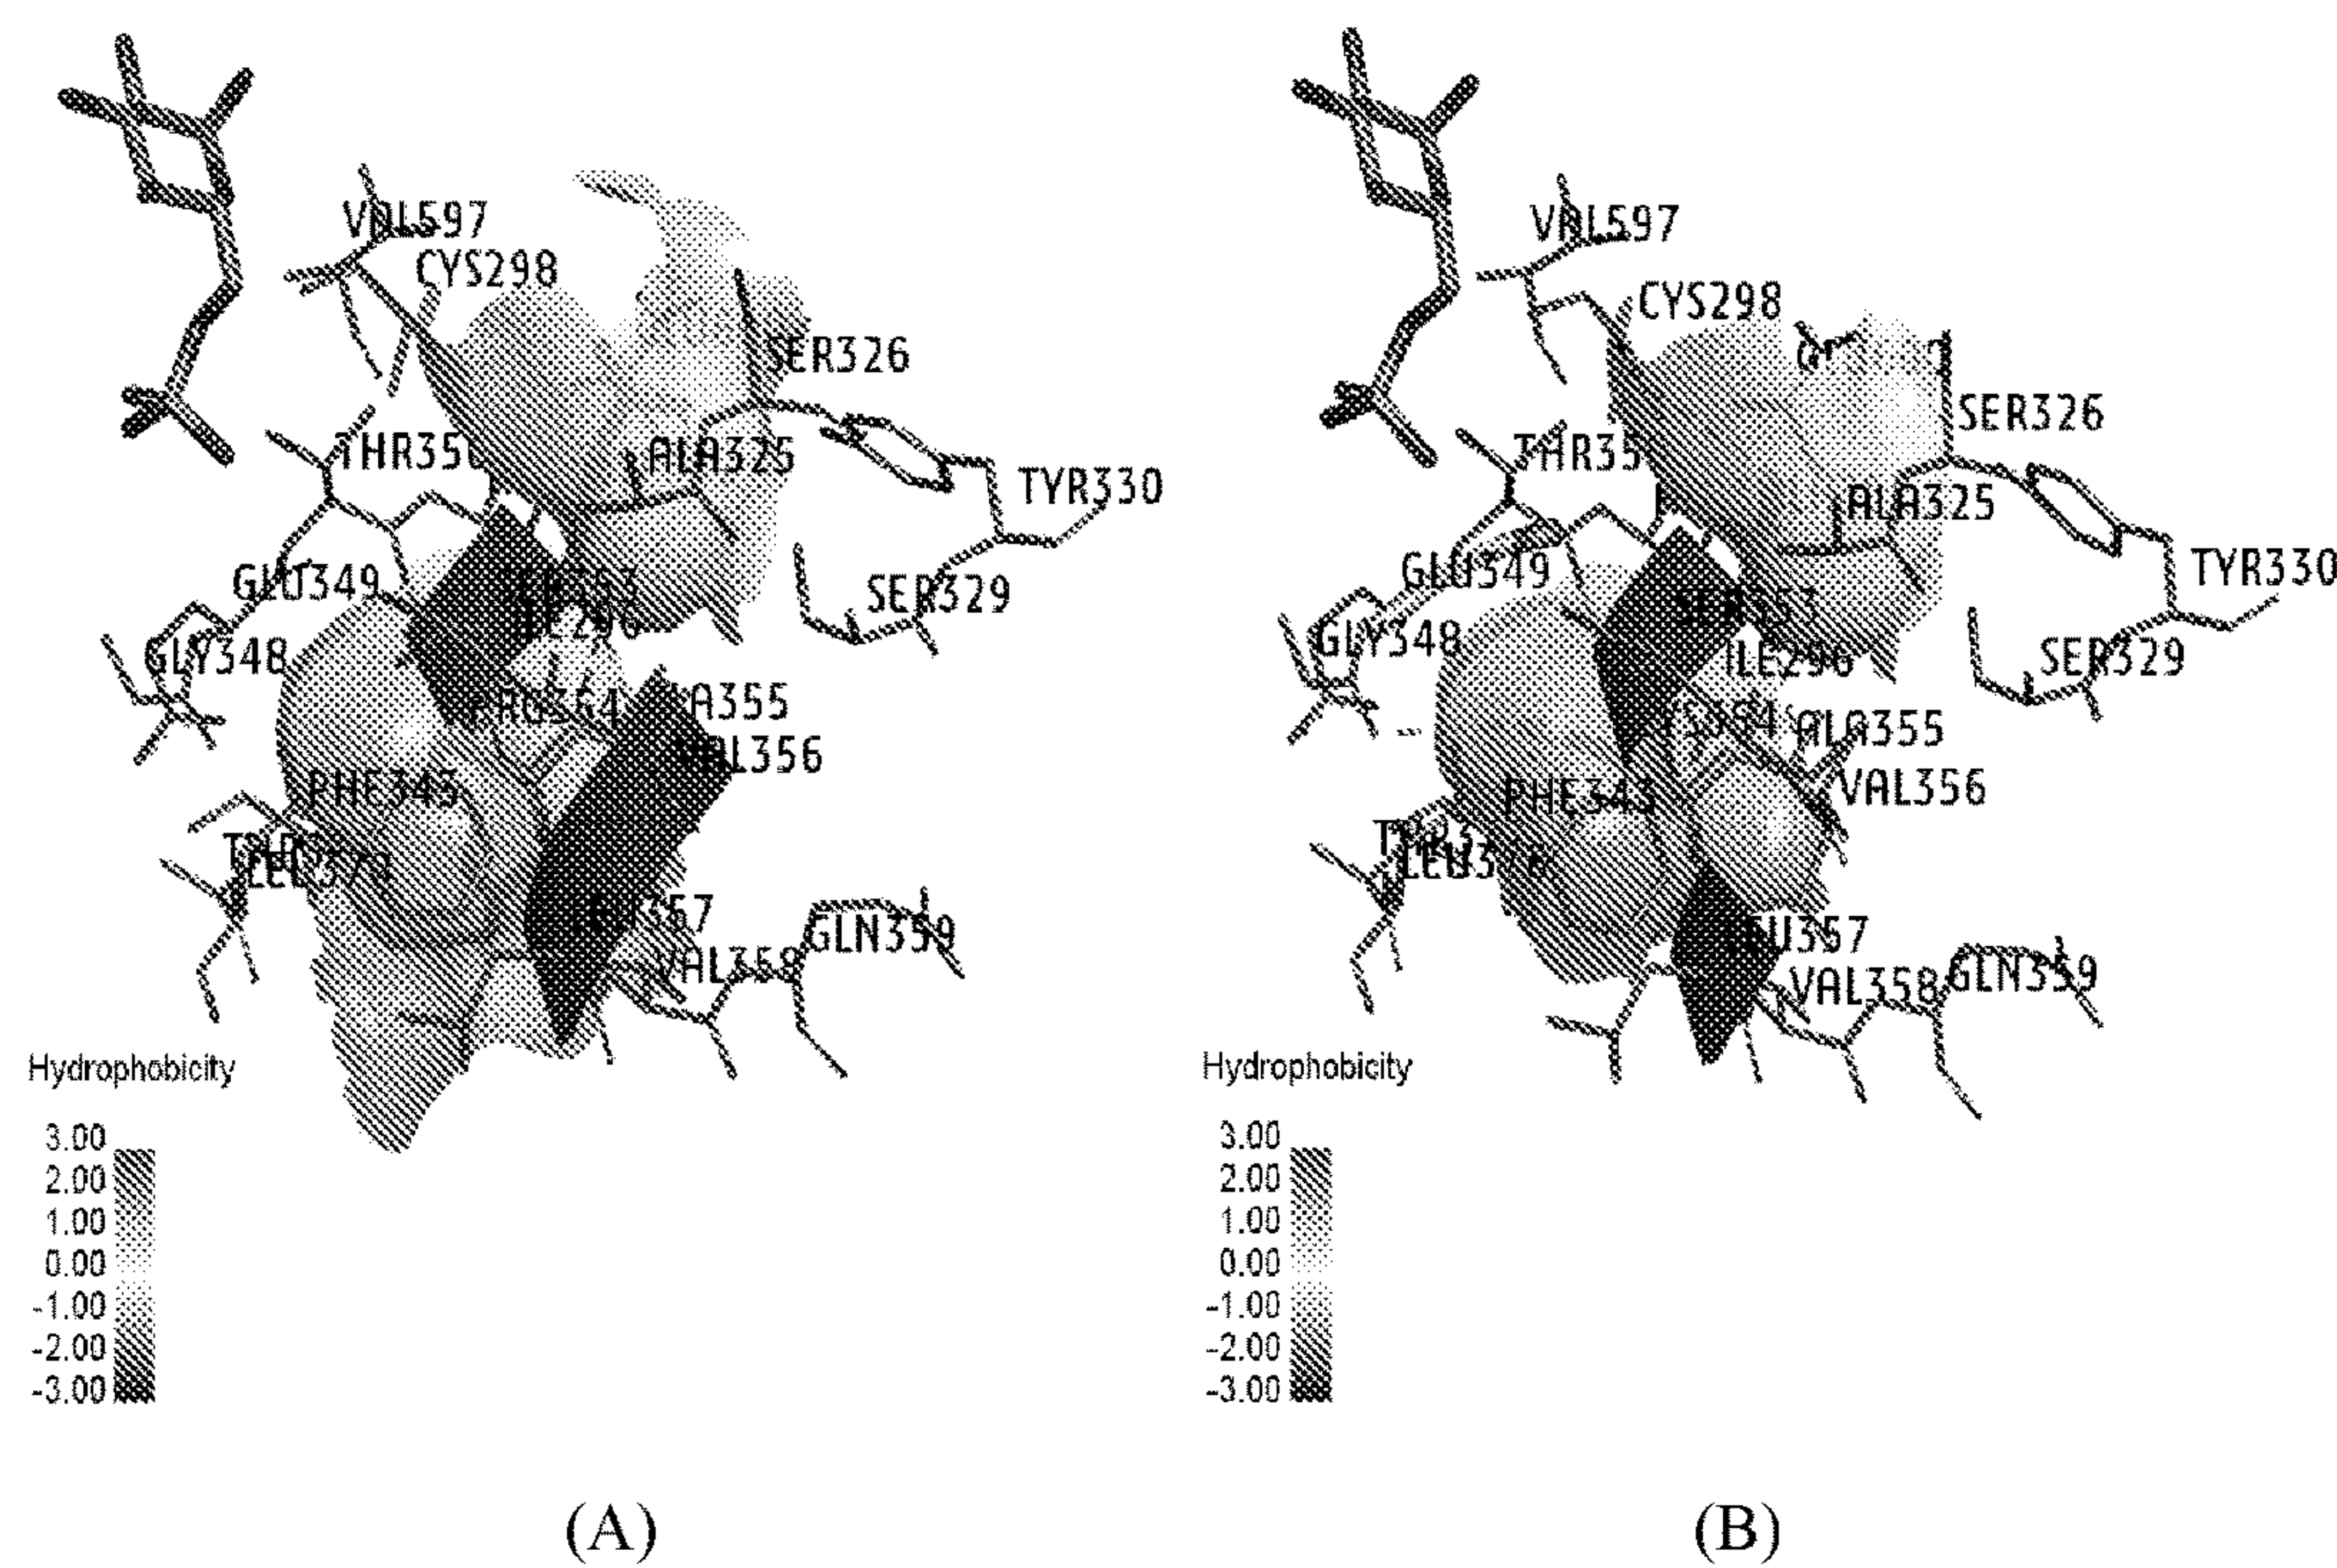 VAL597
CYS298
SER326
ALA325
TYR330
GLU349
SER329
GLY348
VAL356
PHE343
GLN359
VAL358
Hydrophobicity
3.00
2.00
1.00
0.00
-1.00
-2.00
-3.00
(A)
VAL597
CYS298
SER326
ALA325
TYR330
GLU349
SER329
GLY348
ILE296
ALA355
VAL356
PHE343
VAL358
GLN359
Hydrophobicity
3.00
2.00
1.00
0.00
-1.00
-2.00
-3.00
(B)